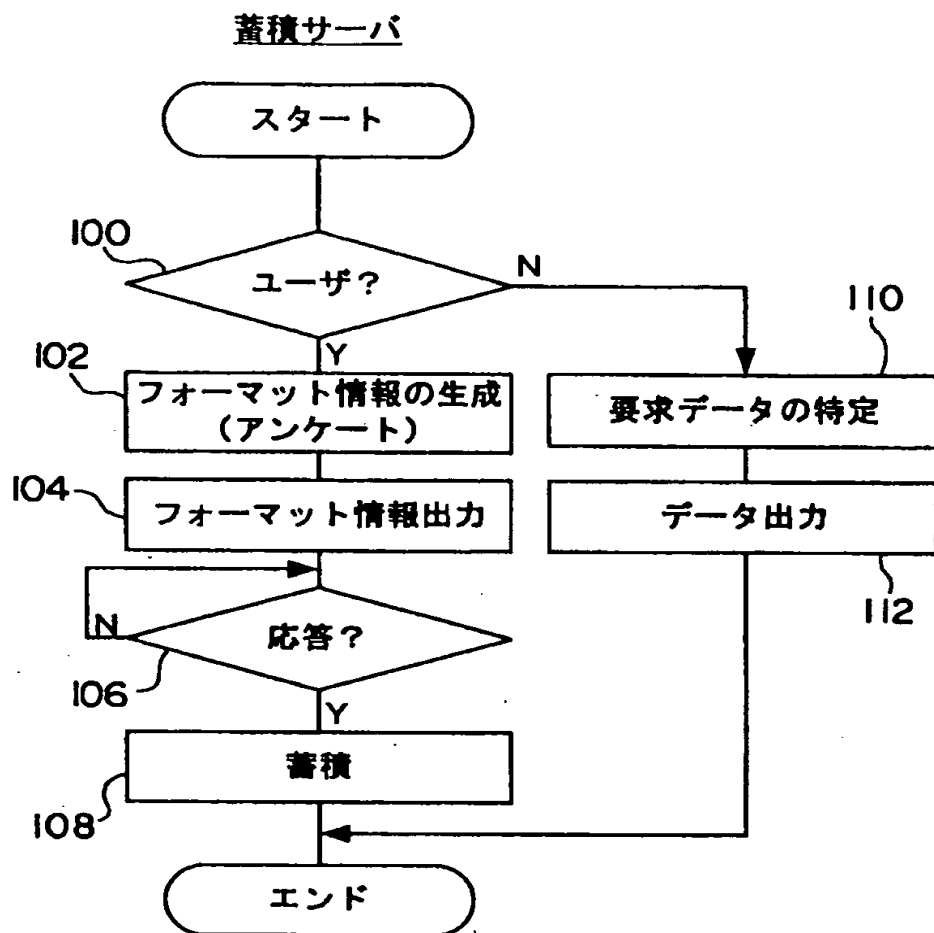 蓄積サーバ
スタート
100
ユーザ?
N
Y
110
102
フォーマット情報の生成
(アンケート)
要求データの特定
104
フォーマット情報出力
データ出力
112
N
応答?
106
Y
蓄積
108
エンド